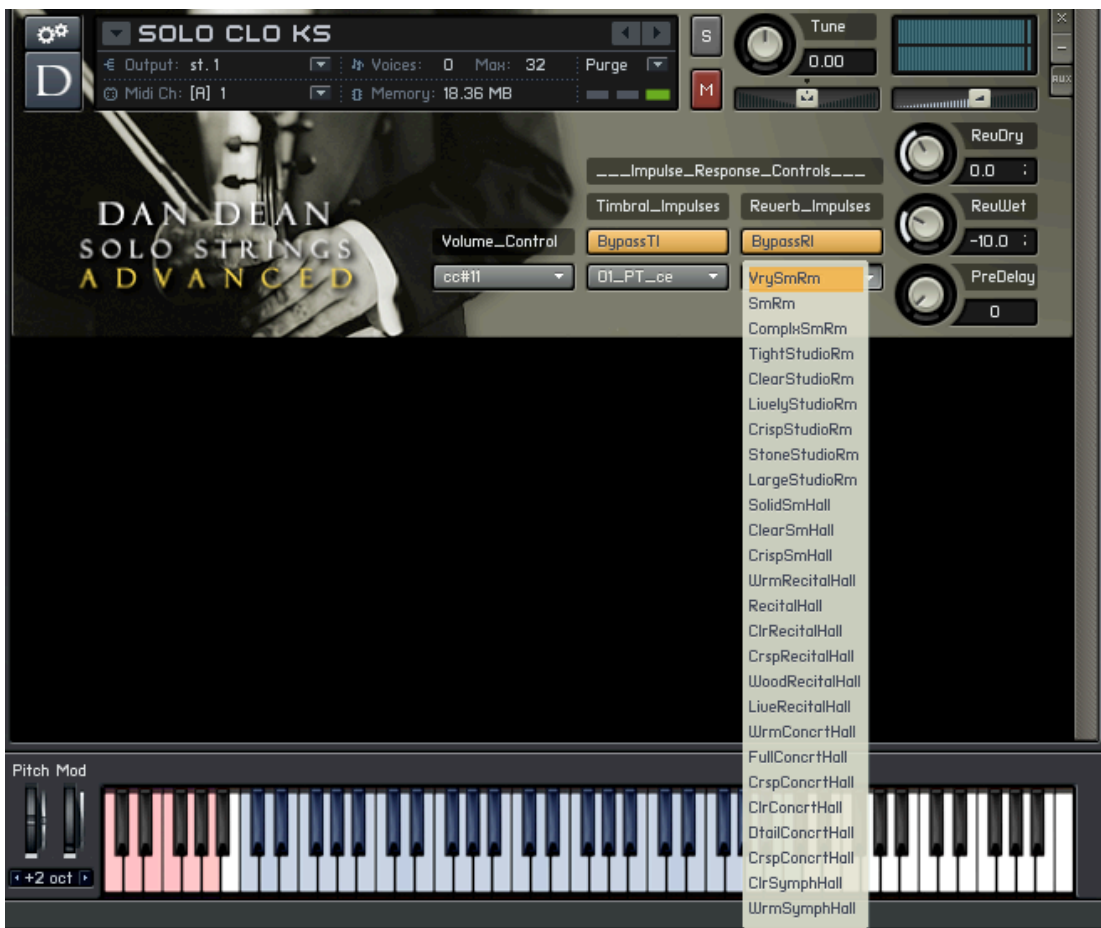 SOLO CLO KS
S
Tune
D
Output: st. 1
Voices: 0 Max: 32
Purge
0.00
Midi Ch: [A] 1
Memory: 18.36 MB
M
AUX
DAN DEAN
SOLO STRINGS
ADVANCED
___Impulse_Response_Controls___
RevDry
0.0
Timbral_Impulses
Reverb_Impulses
RevWet
Volume_Control
BypassTI
BypassRI
-10.0
cc#11
01_PT_ce
PreDelay
0
VrySmRm
SmRm
ComplxSmRm
TightStudioRm
ClearStudioRm
LivelyStudioRm
CrispStudioRm
StoneStudioRm
LargeStudioRm
SolidSmHall
ClearSmHall
CrispSmHall
WrmRecitalHall
RecitalHall
ClrRecitalHall
CrspRecitalHall
WoodRecitalHall
LiveRecitalHall
WrmConcrtHall
FullConcrtHall
CrspConcrtHall
ClrConcrtHall
DtailConcrtHall
CrspConcrtHall
ClrSymphHall
WrmSymphHall
Pitch Mod
+2 oct